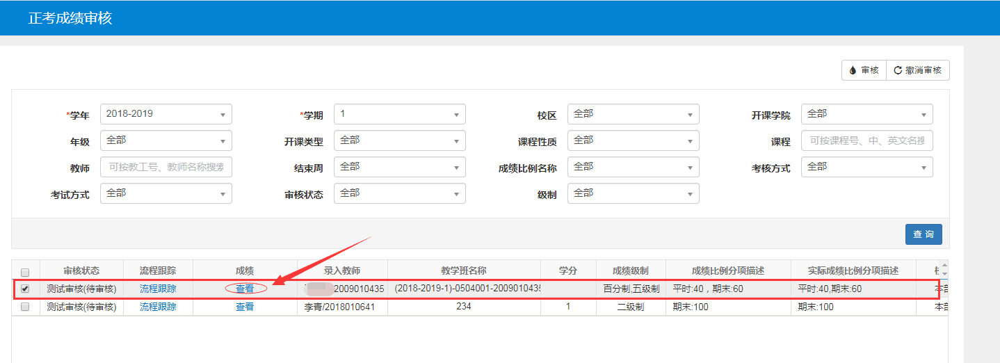 正考成绩审核
审核 撤消审核
*学年 2018-2019 *学期 1 校区 全部 开课学院 全部
年级 全部 开课类型 全部 课程性质 全部 课程 可按课程号、中、英文名搜
教师 可按教工号、教师名称搜索 结束周 全部 成绩比例名称 全部 考核方式 全部
考试方式 全部 审核状态 全部 级制 全部
查 询
审核状态 流程跟踪 成绩 录入教师 教学班名称 学分 成绩级制 成绩比例分项描述 实际成绩比例分项描述
测试审核(待审核) 流程跟踪 查看 2009010435 (2018-2019-1)-0504001-2009010435 百分制,五级制 平时:40，期末:60 平时:40,期末:60 本部
测试审核(待审核) 流程跟踪 查看 李青/2018010641 234 1 二级制 期末:100 期末:100 本部